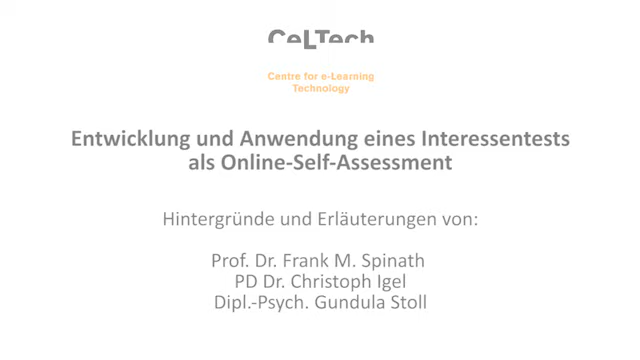 CeLTech
Centre for e-Learning
Technology
Entwicklung und Anwendung eines Interessentests
als Online-Self-Assessment
Hintergründe und Erläuterungen von:
Prof. Dr. Frank M. Spinath
PD Dr. Christoph Igel
Dipl.-Psych. Gundula Stoll